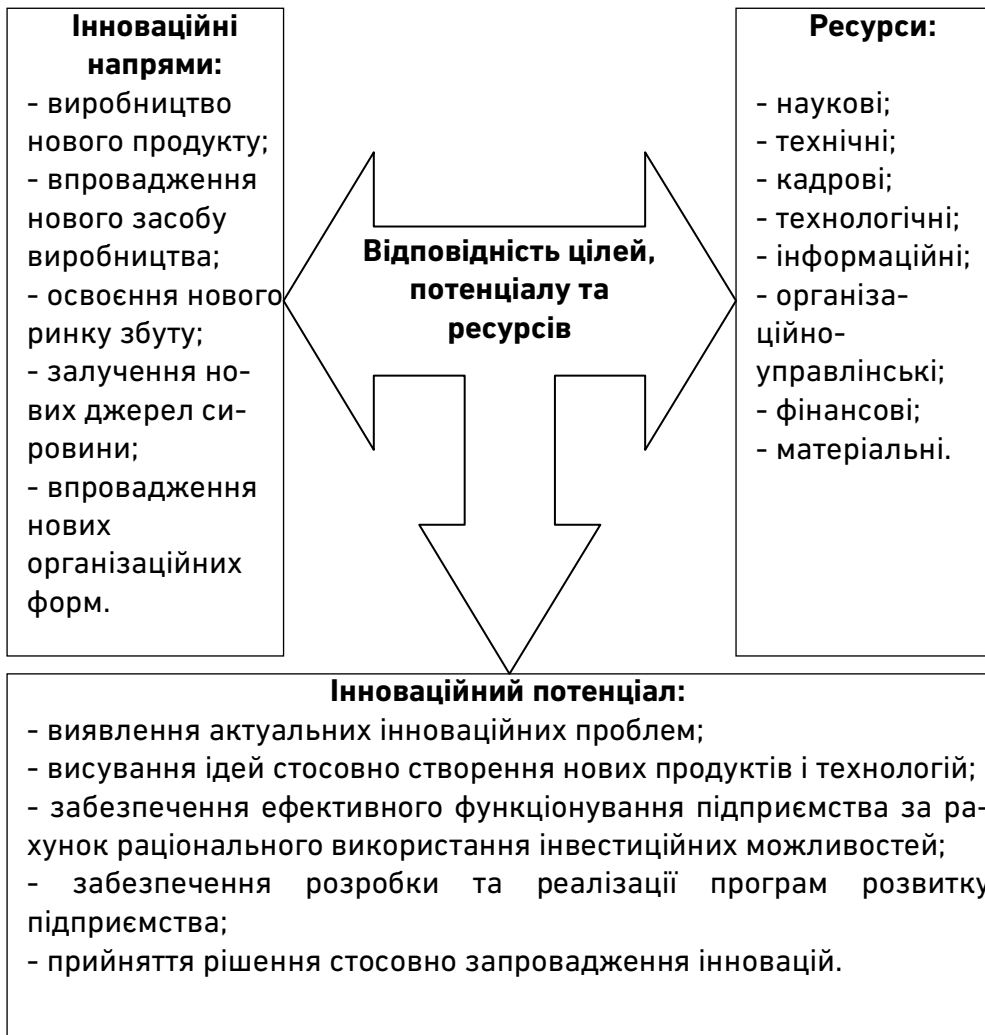 Інноваційні
напрями:
- виробництво
нового продукту;
- впровадження
нового засобу
виробництва;
- освоєння нового
ринку збуту;
- залучення но-
вих джерел си-
ровини;
- впровадження
нових
організаційних
форм.
Відповідність цілей,
потенціалу та
ресурсів
Ресурси:
- наукові;
- технічні;
- кадрові;
- технологічні;
- інформаційні;
- організа-
ційно-
управлінські;
- фінансові;
- матеріальні.
Інноваційний потенціал:
- виявлення актуальних інноваційних проблем;
- висування ідей стосовно створення нових продуктів і технологій;
- забезпечення ефективного функціонування підприємства за ра-
хунок раціонального використання інвестиційних можливостей;
- забезпечення розробки та реалізації програм розвитку
підприємства;
- прийняття рішення стосовно запровадження інновацій.